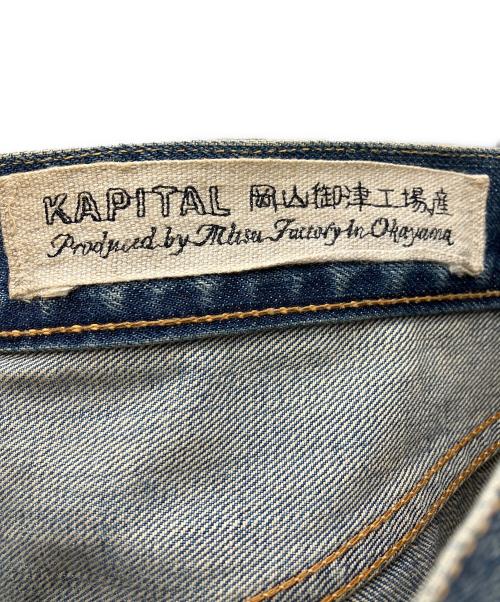 KAPITAL 岡山御津工場産
Produced by Mitsu Factory In Okayama